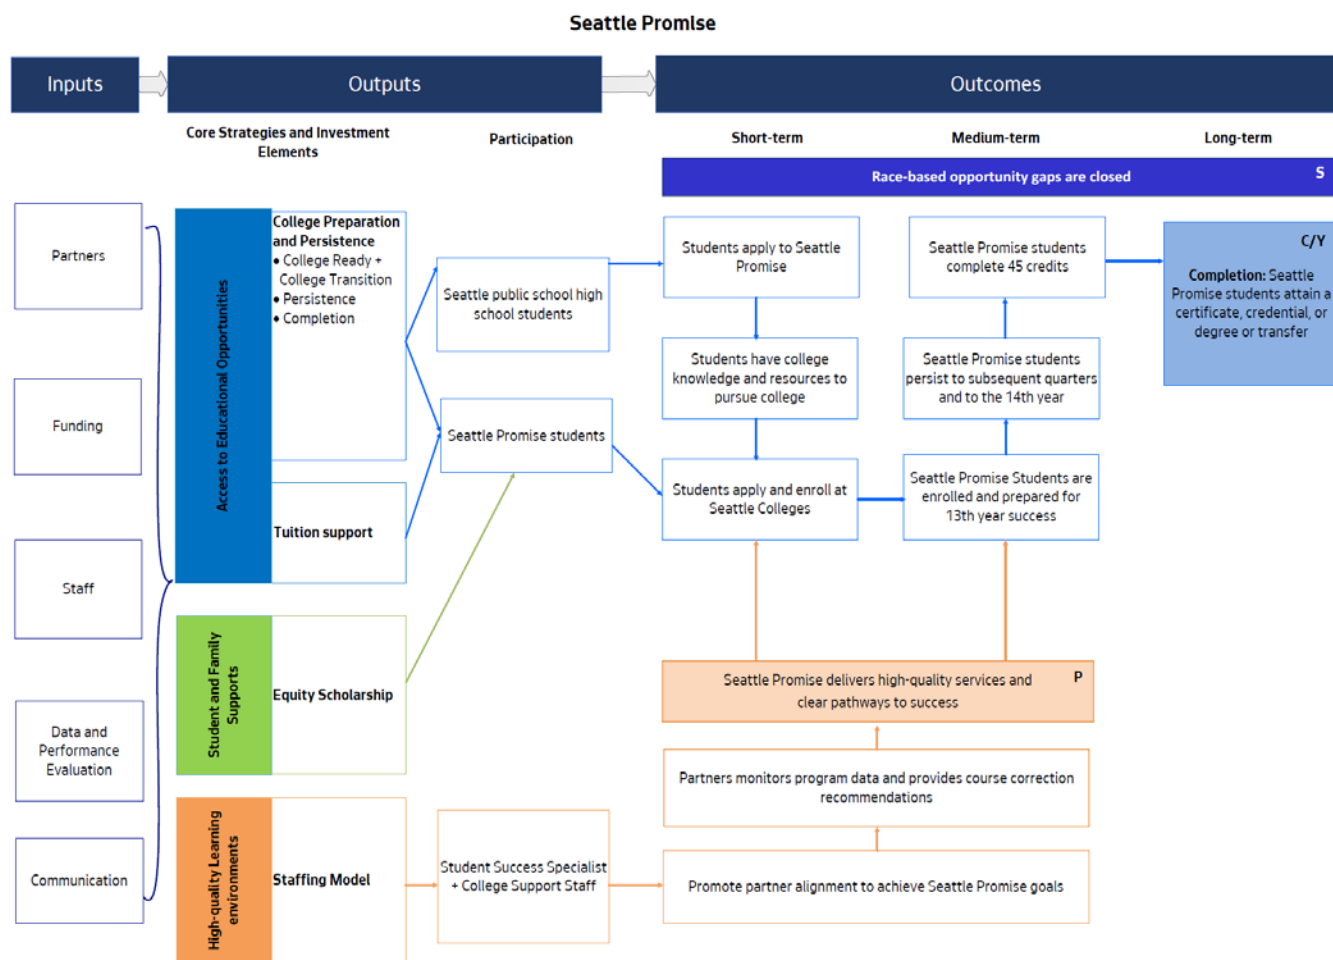 Seattle Promise
Inputs
Outputs
Outcomes
Core Strategies and Investment
Elements
Participation
Short-term
Medium-term
Long-term
Race-based opportunity gaps are closed
S
Partners
Funding
Staff
Data and
Performance
Evaluation
Communication
Access to Educational Opportunities
College Preparation
and Persistence
● College Ready +
College Transition
● Persistence
● Completion
Tuition support
Student and Family
Supports
Equity Scholarship
High-quality Learning
environments
Staffing Model
Seattle public school high
school students
Seattle Promise students
Student Success Specialist
+ College Support Staff
Students apply to Seattle
Promise
Students have college
knowledge and resources to
pursue college
Students apply and enroll at
Seattle Colleges
Seattle Promise students
complete 45 credits
Seattle Promise students
persist to subsequent quarters
and to the 14th year
Seattle Promise Students are
enrolled and prepared for
13th year success
C/Y
Completion: Seattle
Promise students attain a
certificate, credential, or
degree or transfer
Seattle Promise delivers high-quality services and
clear pathways to success
P
Partners monitors program data and provides course correction
recommendations
Promote partner alignment to achieve Seattle Promise goals